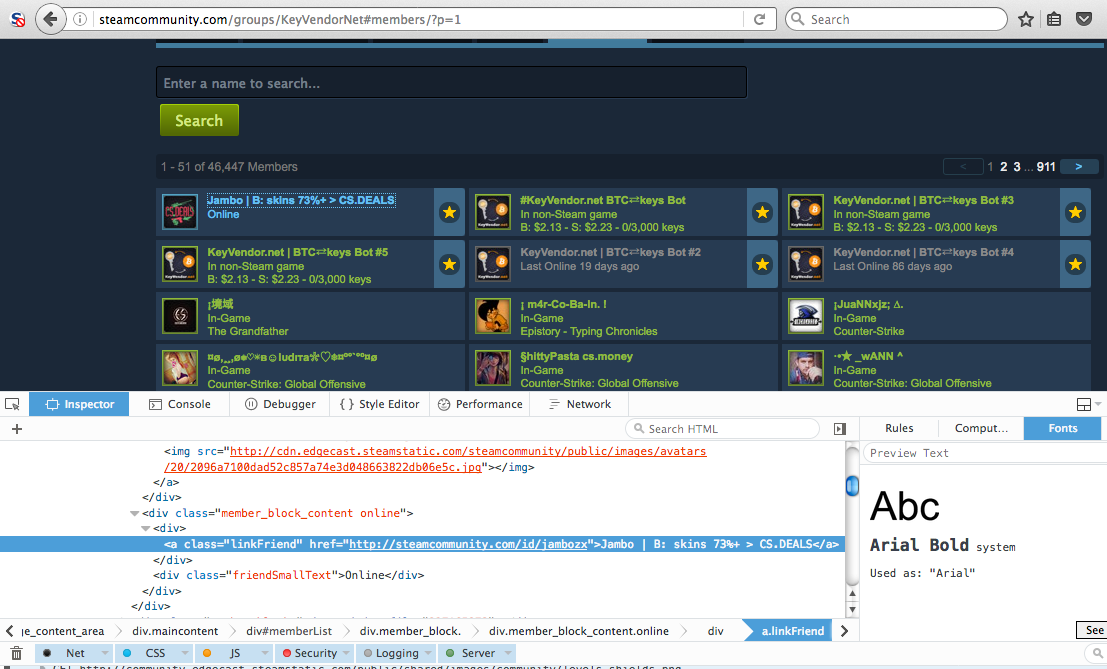 steamcommunity.com/groups/KeyVendorNet#members/?p=1
Search
Enter a name to search...
Search
1 - 51 of 46,447 Members
< 1 2 3 ... 911 >
Jambo | B: skins 73%+ > CS.DEALS
Online
#KeyVendor.net BTC⇄keys Bot
In non-Steam game
B: $2.13 - S: $2.23 - 0/3,000 keys
KeyVendor.net | BTC⇄keys Bot #3
In non-Steam game
B: $2.13 - S: $2.23 - 0/3,000 keys
KeyVendor.net | BTC⇄keys Bot #5
In non-Steam game
B: $2.13 - S: $2.23 - 0/3,000 keys
KeyVendor.net | BTC⇄keys Bot #2
Last Online 19 days ago
KeyVendor.net | BTC⇄keys Bot #4
Last Online 86 days ago
¡境域
In-Game
The Grandfather
¡ m4r-Co-Ba-In. !
In-Game
Epistory - Typing Chronicles
¡JuaNNx|z; Δ.
In-Game
Counter-Strike
In-Game
Counter-Strike: Global Offensive
§hittyPasta cs.money
In-Game
Counter-Strike: Global Offensive
·•★ _wANN ^
In-Game
Counter-Strike: Global Offensive
Inspector Console Debugger { } Style Editor Performance Network
+ Search HTML
Rules Comput... Fonts
<img src="http://cdn.edgecast.steamstatic.com/steamcommunity/public/images/avatars
/20/2096a7100dad52c857a74e3d048663822db06e5c.jpg"></img>
</a>
</div>
<div class="member_block_content online">
<div>
<a class="linkFriend" href="http://steamcommunity.com/id/jambozx">Jambo | B: skins 73%+ > CS.DEALS</a>
</div>
<div class="friendSmallText">Online</div>
</div>
</div>
Preview Text
Abc
Arial Bold system
Used as: "Arial"
ge_content_area div.maincontent div#memberList div.member_block. div.member_block_content.online div a.linkFriend
See
Net CSS JS Security Logging Server